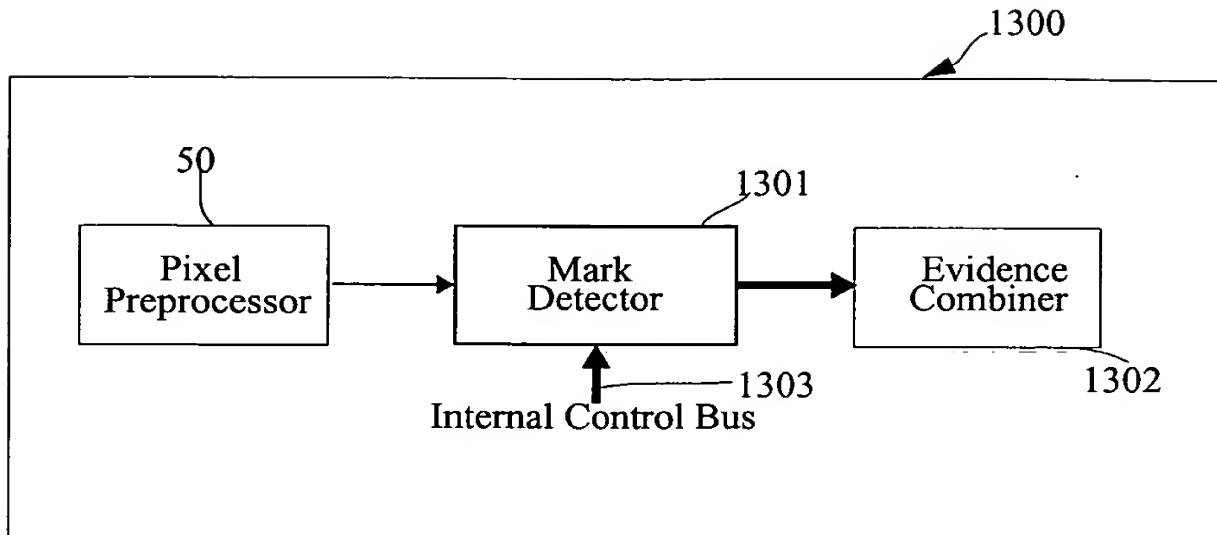 1300
50
1301
Pixel
Preprocessor
Mark
Detector
Evidence
Combiner
1303
1302
Internal Control Bus